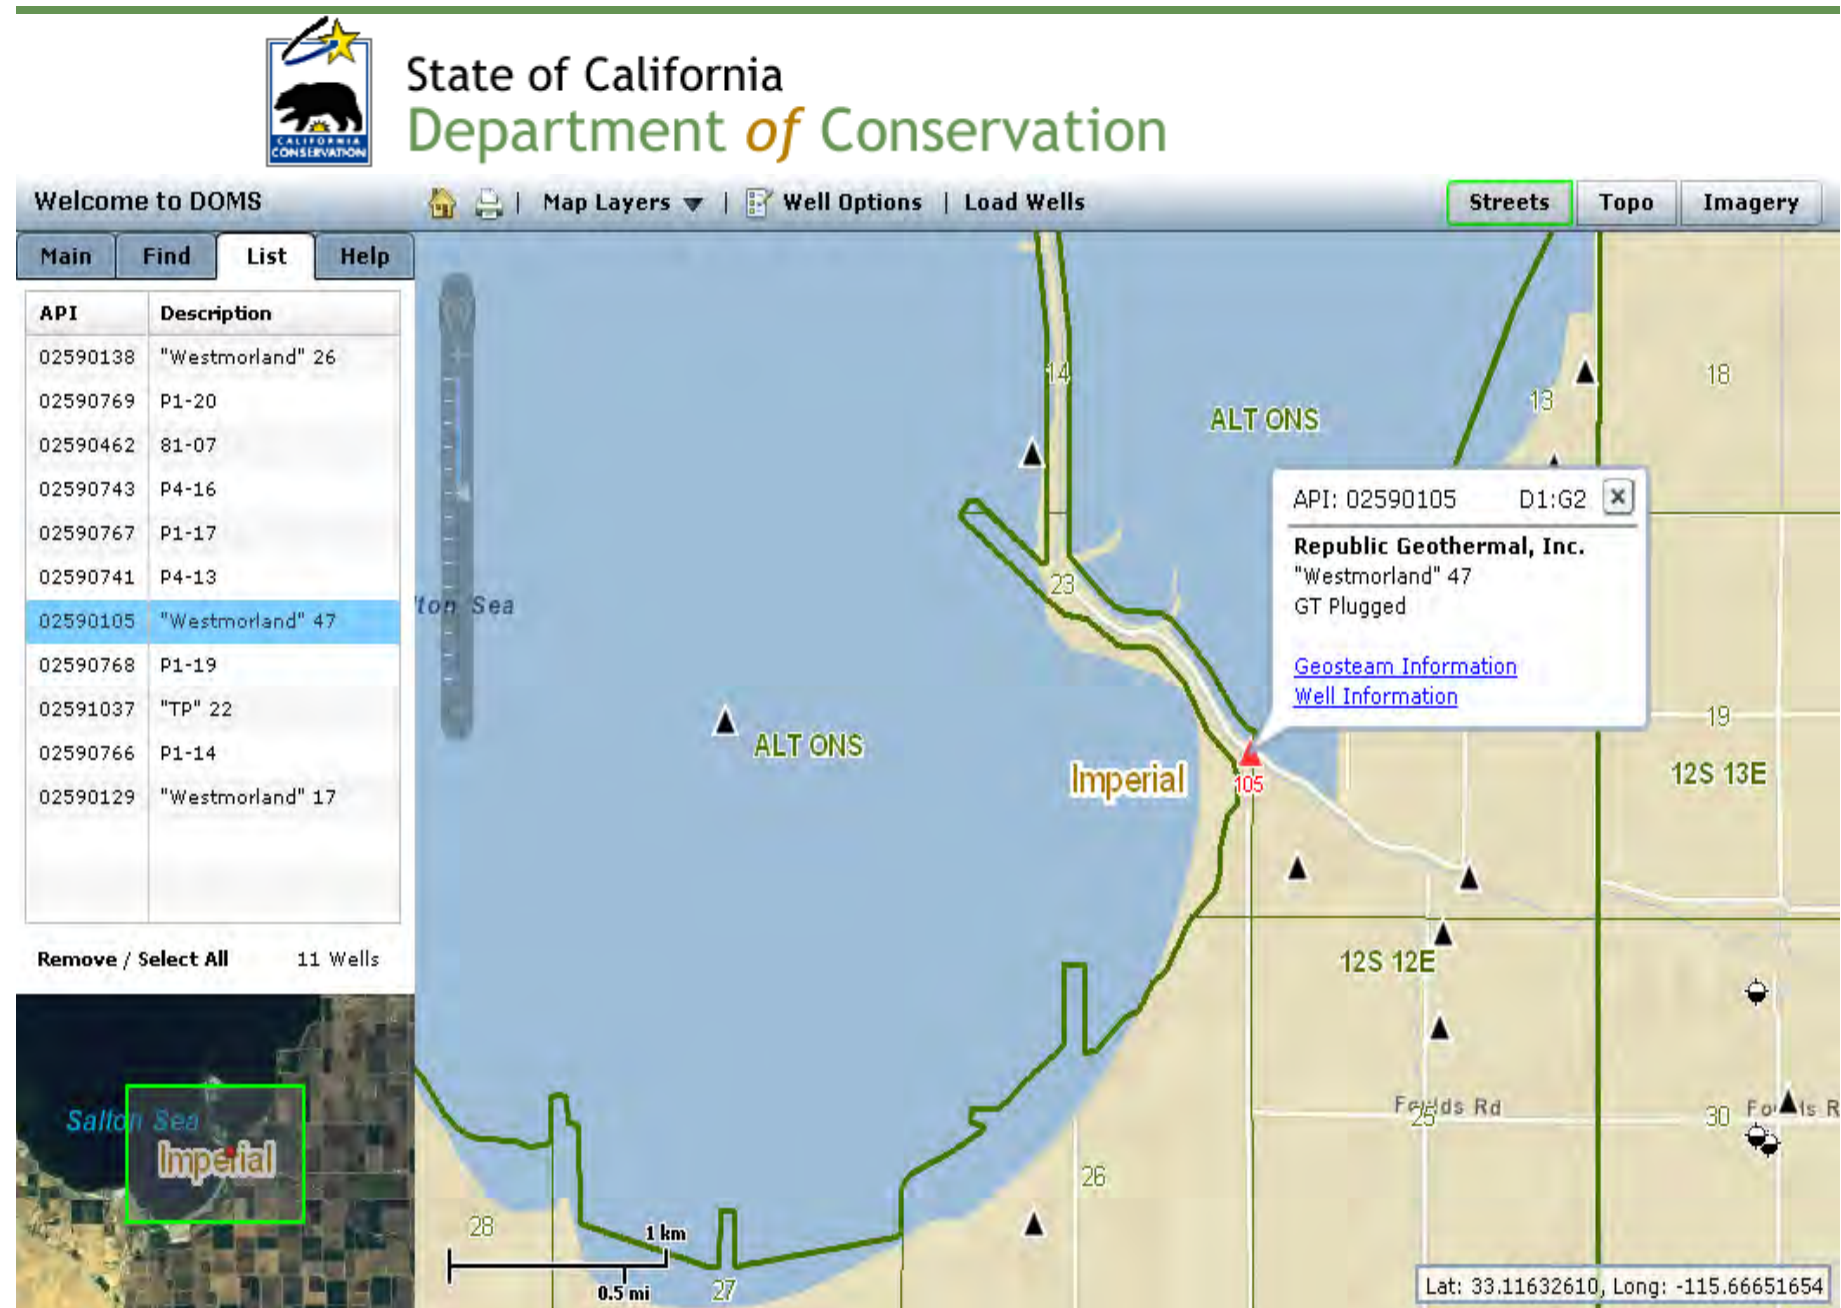 CALIFORNIA
CONSERVATION
State of California
Department of Conservation
Welcome to DOMS
| Map Layers | Well Options | Load Wells
Streets Topo Imagery
Main Find List Help
API Description
02590138 "Westmorland" 26
02590769 P1-20
02590462 81-07
02590743 P4-16
02590767 P1-17
02590741 P4-13
02590105 "Westmorland" 47
02590768 P1-19
02591037 "TP" 22
02590766 P1-14
02590129 "Westmorland" 17
Remove / Select All 11 Wells
Salton Sea
Imperial
14
ALT ONS
13
18
23
ton Sea
ALT ONS
Imperial
105
API: 02590105 D1:G2
Republic Geothermal, Inc.
"Westmorland" 47
GT Plugged
Geosteam Information
Well Information
19
12S 13E
12S 12E
Foulds Rd
25
30
26
28
27
1 km
0.5 mi
Lat: 33.11632610, Long: -115.66651654